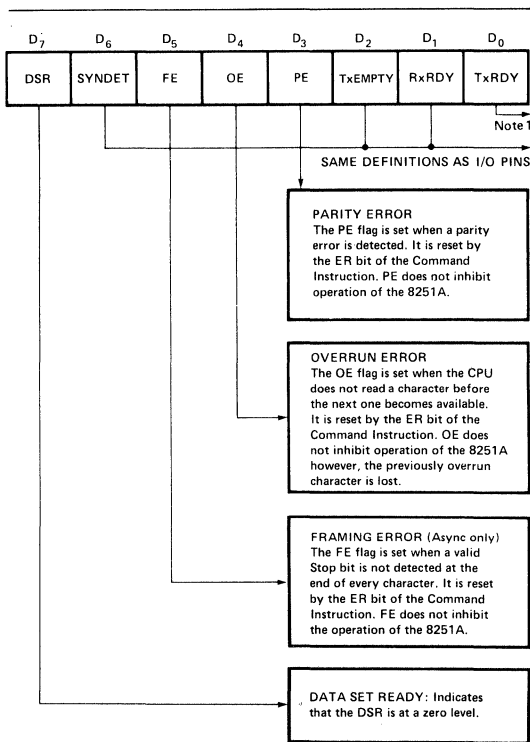 D7 D6 D5 D4 D3 D2 D1 D0
DSR SYNDET FE OE PE TxEMPTY RxRDY TxRDY
Note 1
SAME DEFINITIONS AS I/O PINS
PARITY ERROR
The PE flag is set when a parity
error is detected. It is reset by
the ER bit of the Command
Instruction. PE does not inhibit
operation of the 8251A.
OVERRUN ERROR
The OE flag is set when the CPU
does not read a character before
the next one becomes available.
It is reset by the ER bit of the
Command Instruction. OE does
not inhibit operation of the 8251A
however, the previously overrun
character is lost.
FRAMING ERROR (Async only)
The FE flag is set when a valid
Stop bit is not detected at the
end of every character. It is reset
by the ER bit of the Command
Instruction. FE does not inhibit
the operation of the 8251A.
DATA SET READY: Indicates
that the DSR is at a zero level.